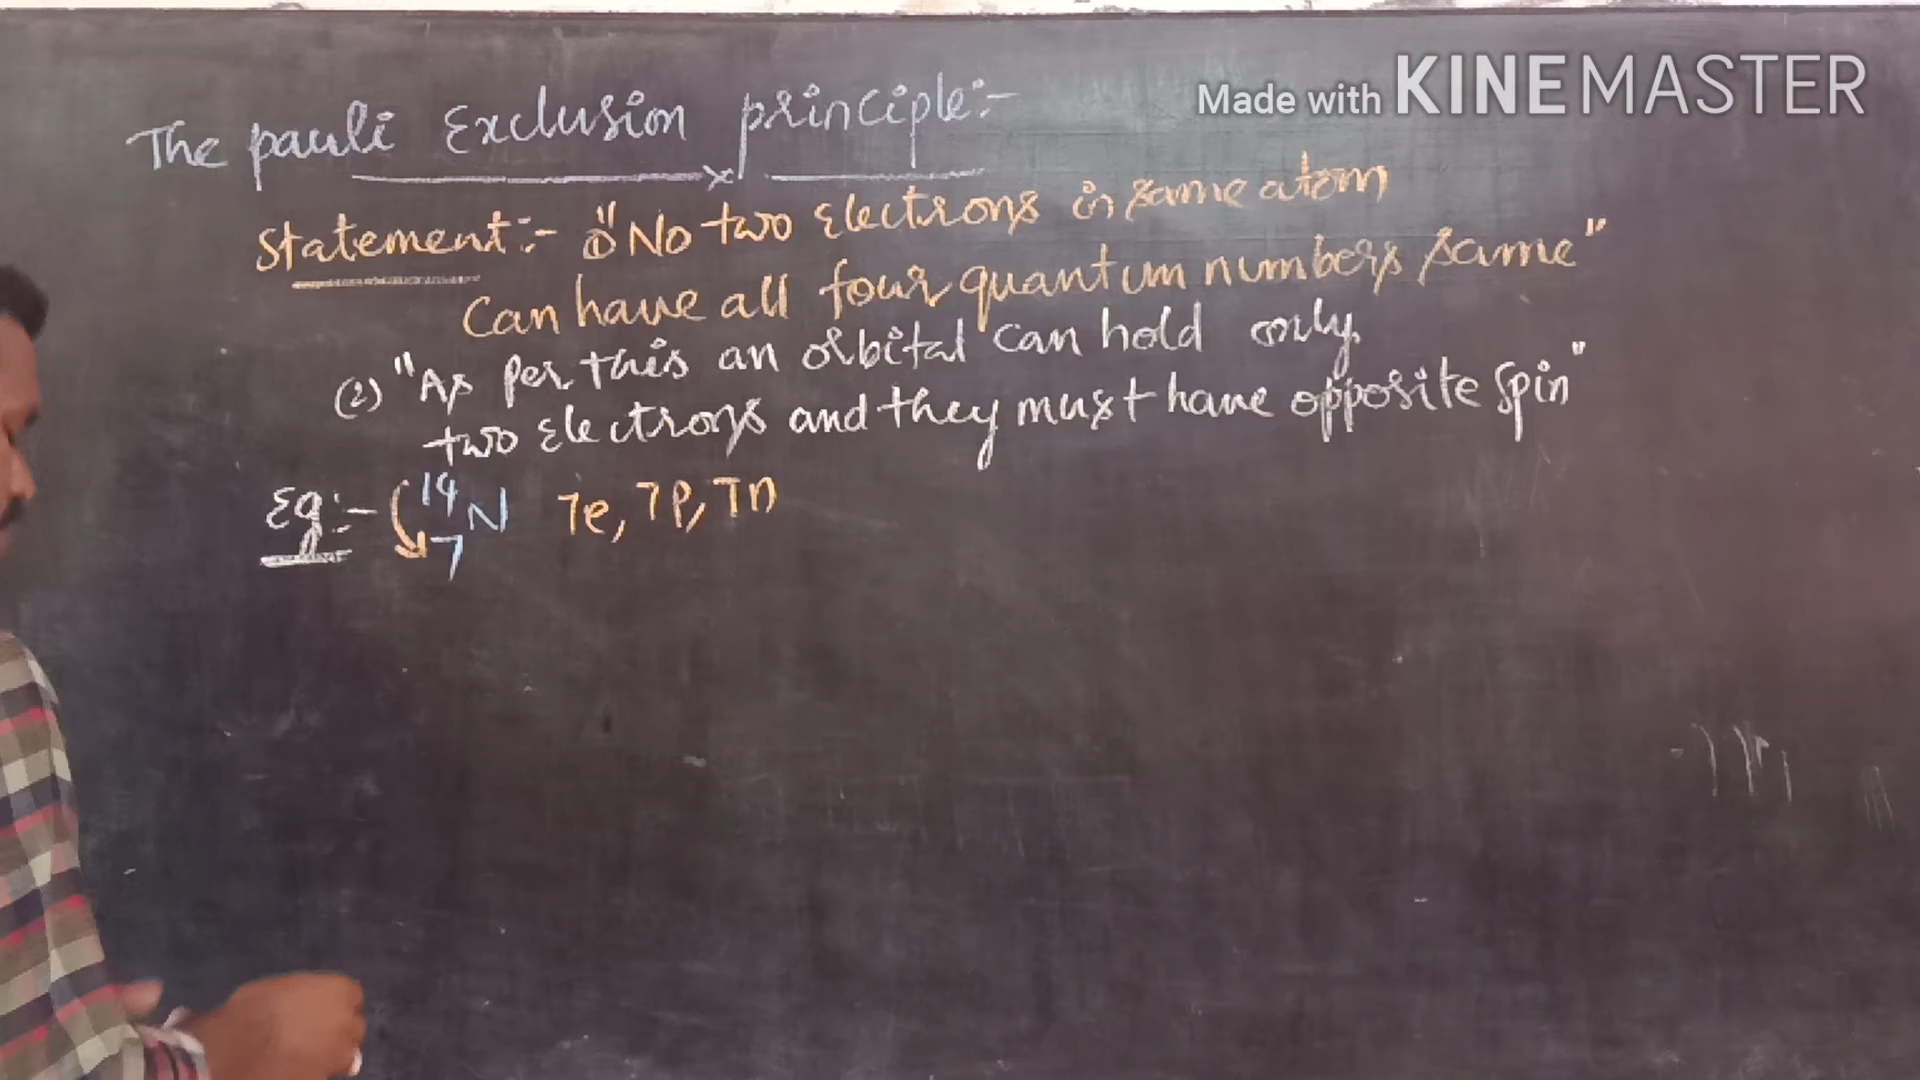 Made with KINEMASTER
The pauli Exclusion principle:-
Statement:- ① "No two Electrons in same atom
Can have all four quantum numbers same"
(2) "As per this an orbital can hold only
two Electrons and they must have opposite spin"
Eg:- 14 7 N 7e, 7P, 7n